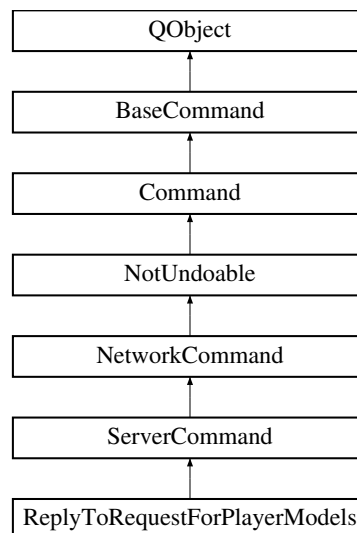 QObject
BaseCommand
Command
NotUndoable
NetworkCommand
ServerCommand
ReplyToRequestForPlayerModels